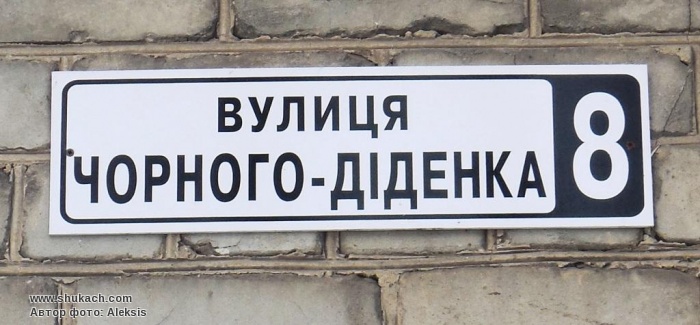 ВУЛИЦЯ
ЧОРНОГО-ДІДЕНКА
8
www.shukach.com
Автор фото: Aleksis